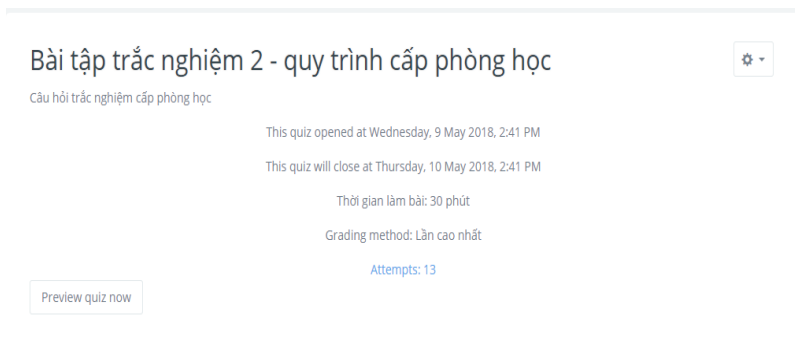 Bài tập trắc nghiệm 2 - quy trình cấp phòng học
Câu hỏi trắc nghiệm cấp phòng học
This quiz opened at Wednesday, 9 May 2018, 2:41 PM
This quiz will close at Thursday, 10 May 2018, 2:41 PM
Thời gian làm bài: 30 phút
Grading method: Lần cao nhất
Attempts: 13
Preview quiz now